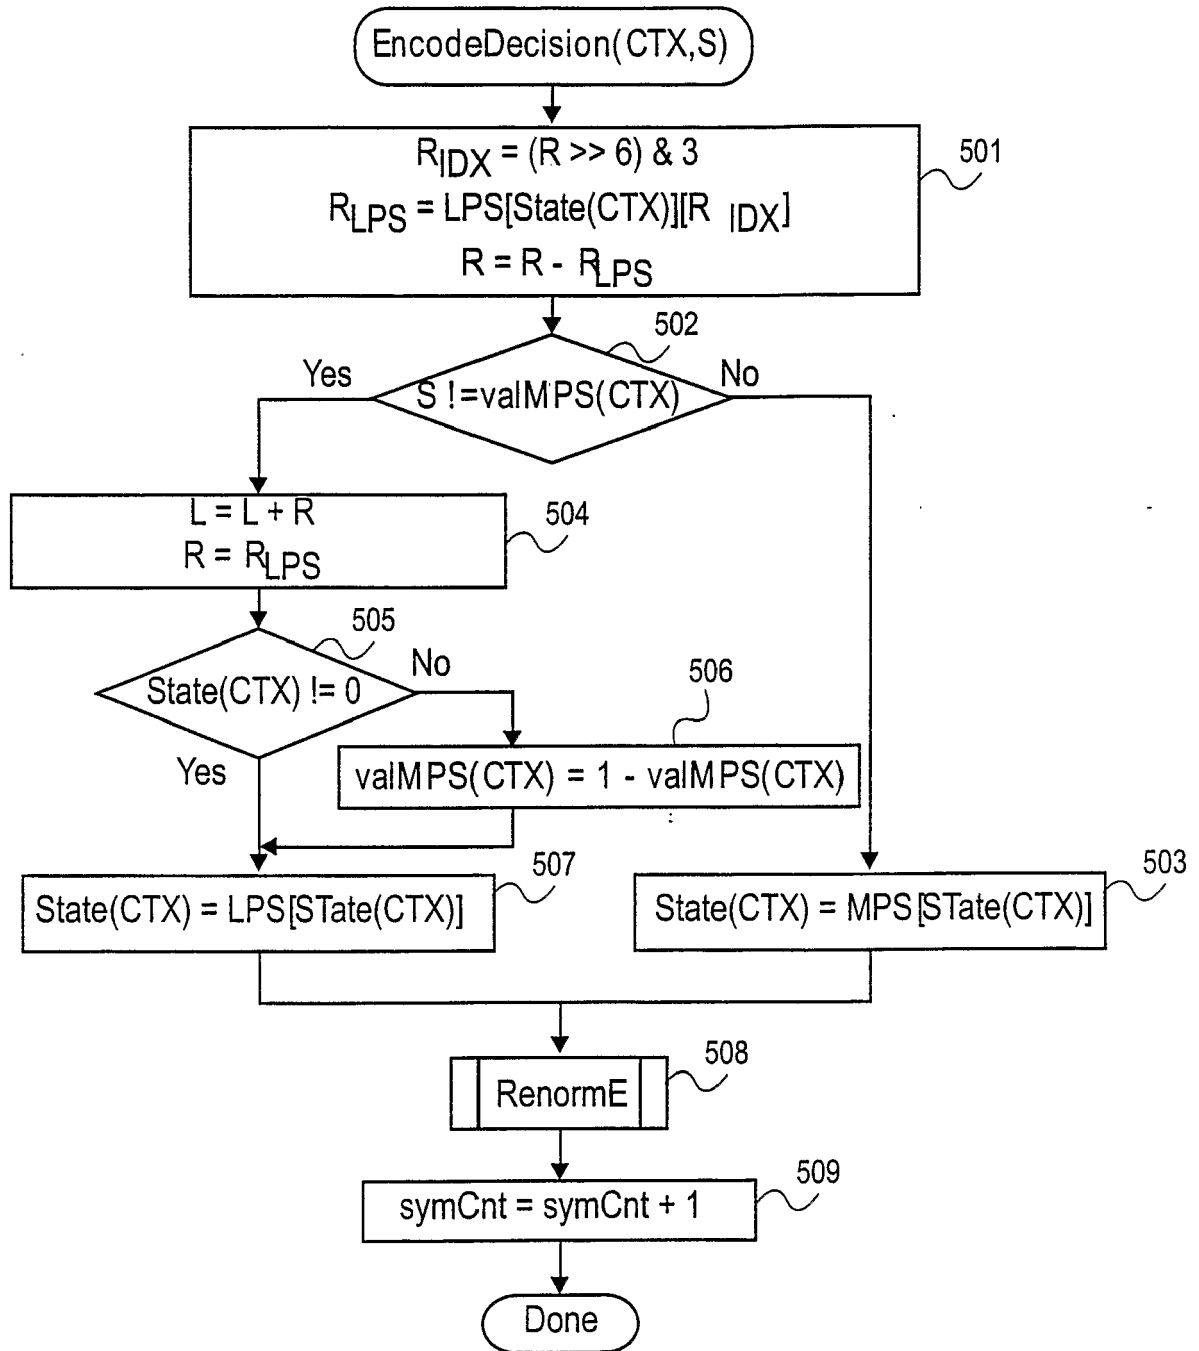 EncodeDecision(CTX,S)
RIDX = (R >> 6) & 3
501
RLPS = LPS[State(CTX)][R IDX]
R = R - RLPS
502
Yes
No
S !=valMPS(CTX)
L = L + R
504
R = RLPS
505
No
State(CTX) != 0
506
Yes
valMPS(CTX) = 1 - valMPS(CTX)
507
503
State(CTX) = LPS[STate(CTX)]
State(CTX) = MPS[STate(CTX)]
508
RenormE
509
symCnt = symCnt + 1
Done